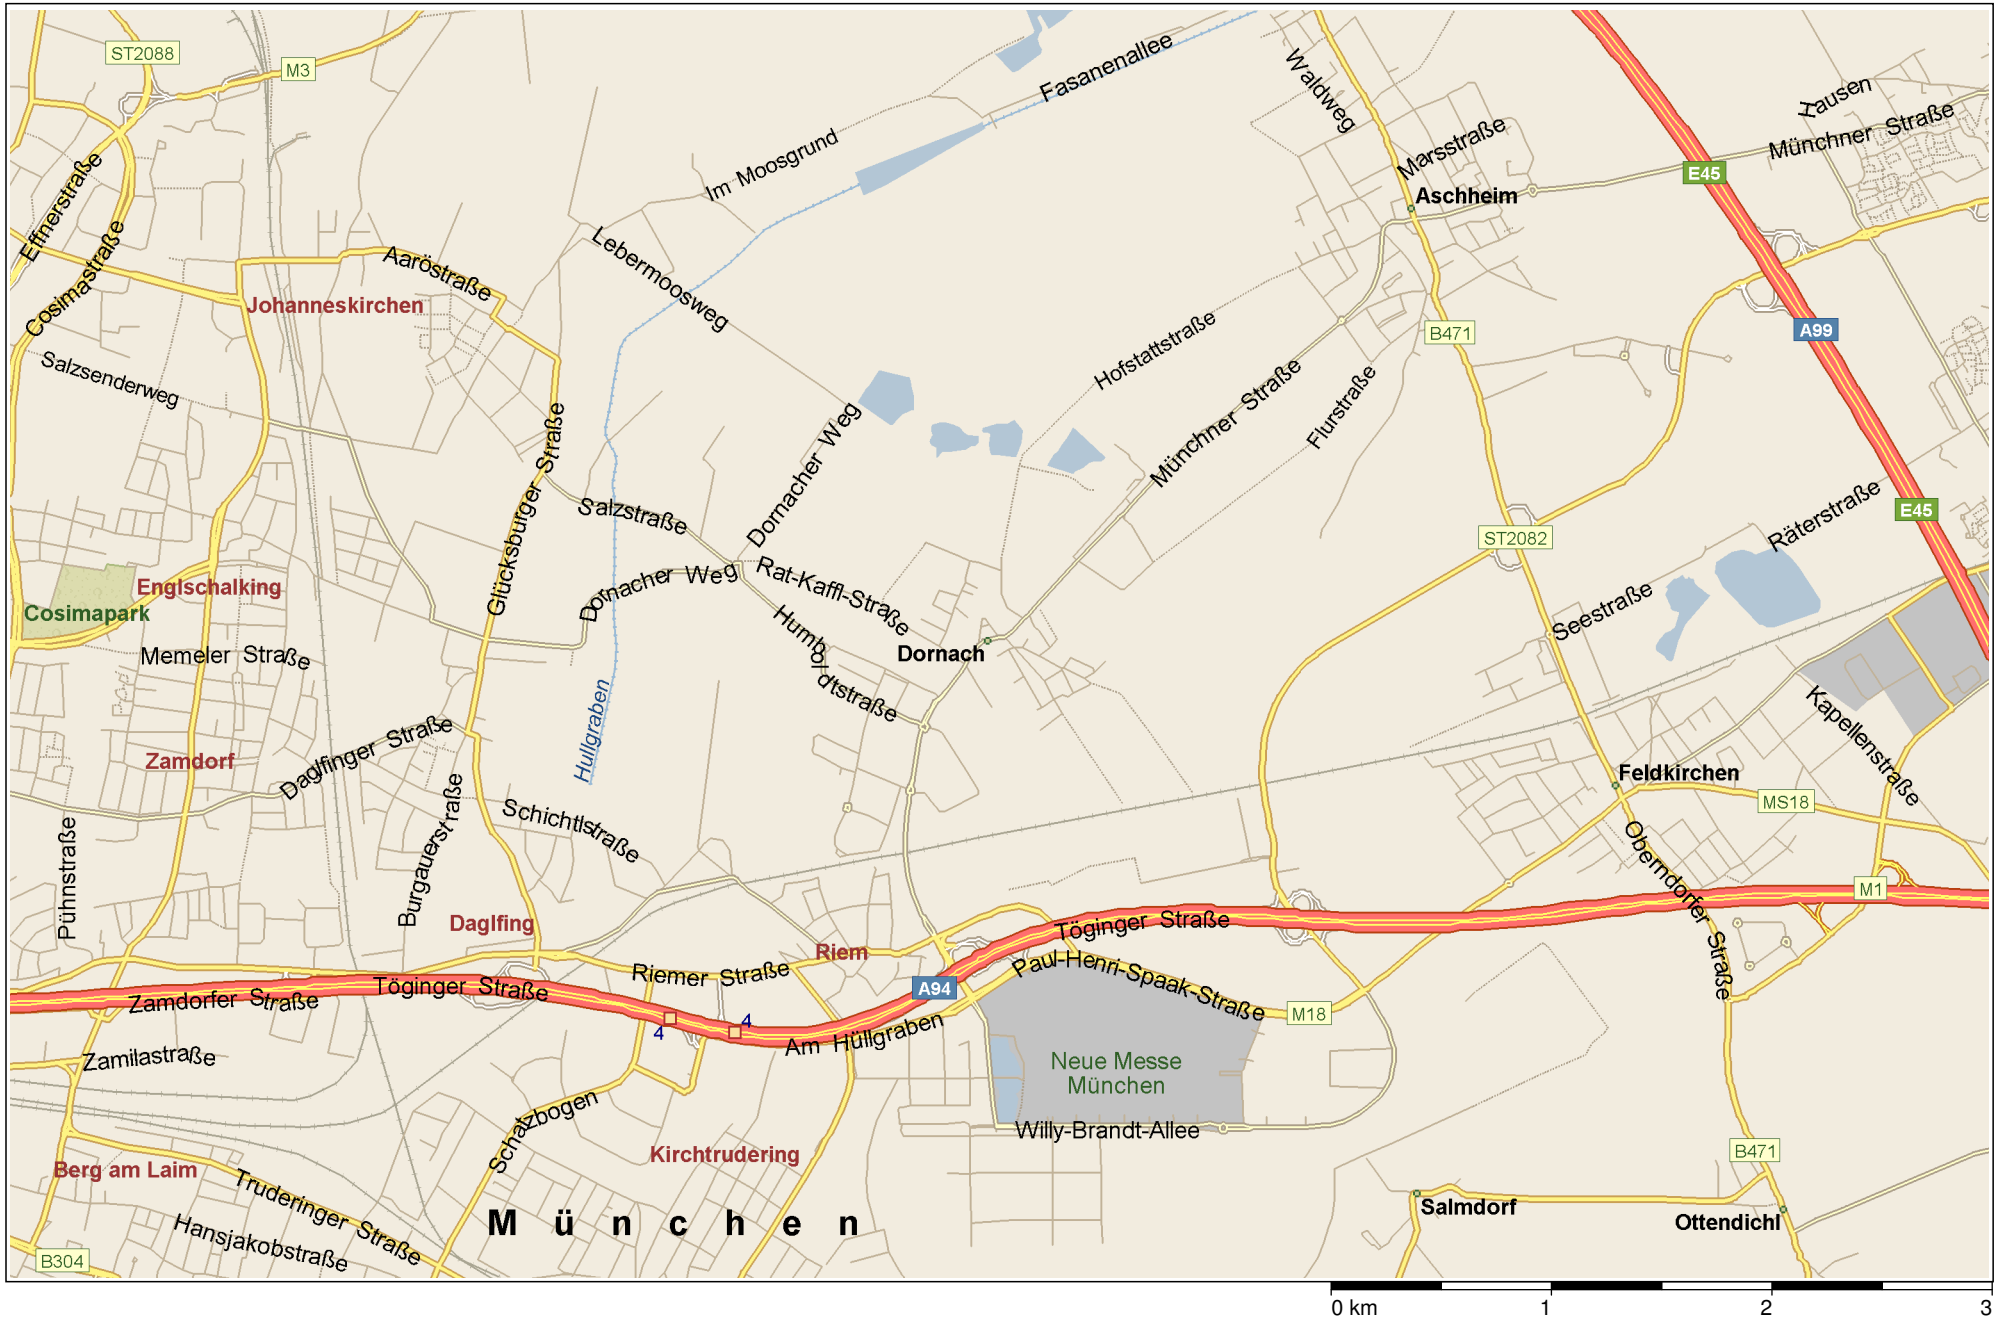 ST2088
M3
Fasanenallee
Waldweg
Hausen
Münchner Straße
Marsstraße
Im Moosgrund
E45
Aschheim
Effnerstraße
Cosimastraße
Aaröstraße
Lebermoosweg
Johanneskirchen
Hofstattstraße
B471
A99
Salzsenderweg
Münchner Straße
Flurstraße
Glücksburger Straße
Dornacher Weg
Salzstraße
Räterstraße
E45
ST2082
Englschalking
Cosimapark
Dornacher Weg
Rat-Kaffl-Straße
Humboldtstraße
Seestraße
Memeler Straße
Dornach
Hullgraben
Kapellenstraße
Zamdorf
Daglfinger Straße
Feldkirchen
MS18
Burgauerstraße
Schichtlstraße
Pühnstraße
Oberndorfer Straße
M1
Daglfing
Riem
Töginger Straße
Riemer Straße
Paul-Henri-Spaak-Straße
Töginger Straße
Zamdorfer Straße
A94
M18
4
4
Am Hüllgraben
Zamilastraße
Neue Messe
München
Schatzbogen
Willy-Brandt-Allee
Kirchtrudering
B471
Berg am Laim
Truderinger Straße
Salmdorf
Ottendichl
München
Hansjakobstraße
B304
0 km 1 2 3